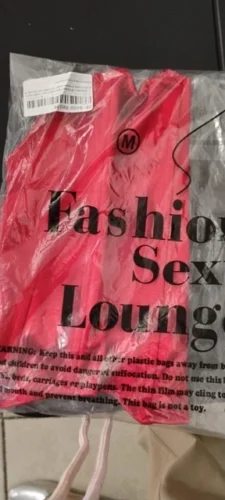 M
Fashion
Sex
Loung
WARNING: Keep this and all other plastic bags away from b
children to avoid danger of suffocation. Do not use this
beds, carriages or playpens. The thin film may cling to
mouth and prevent breathing. This bag is not a toy.